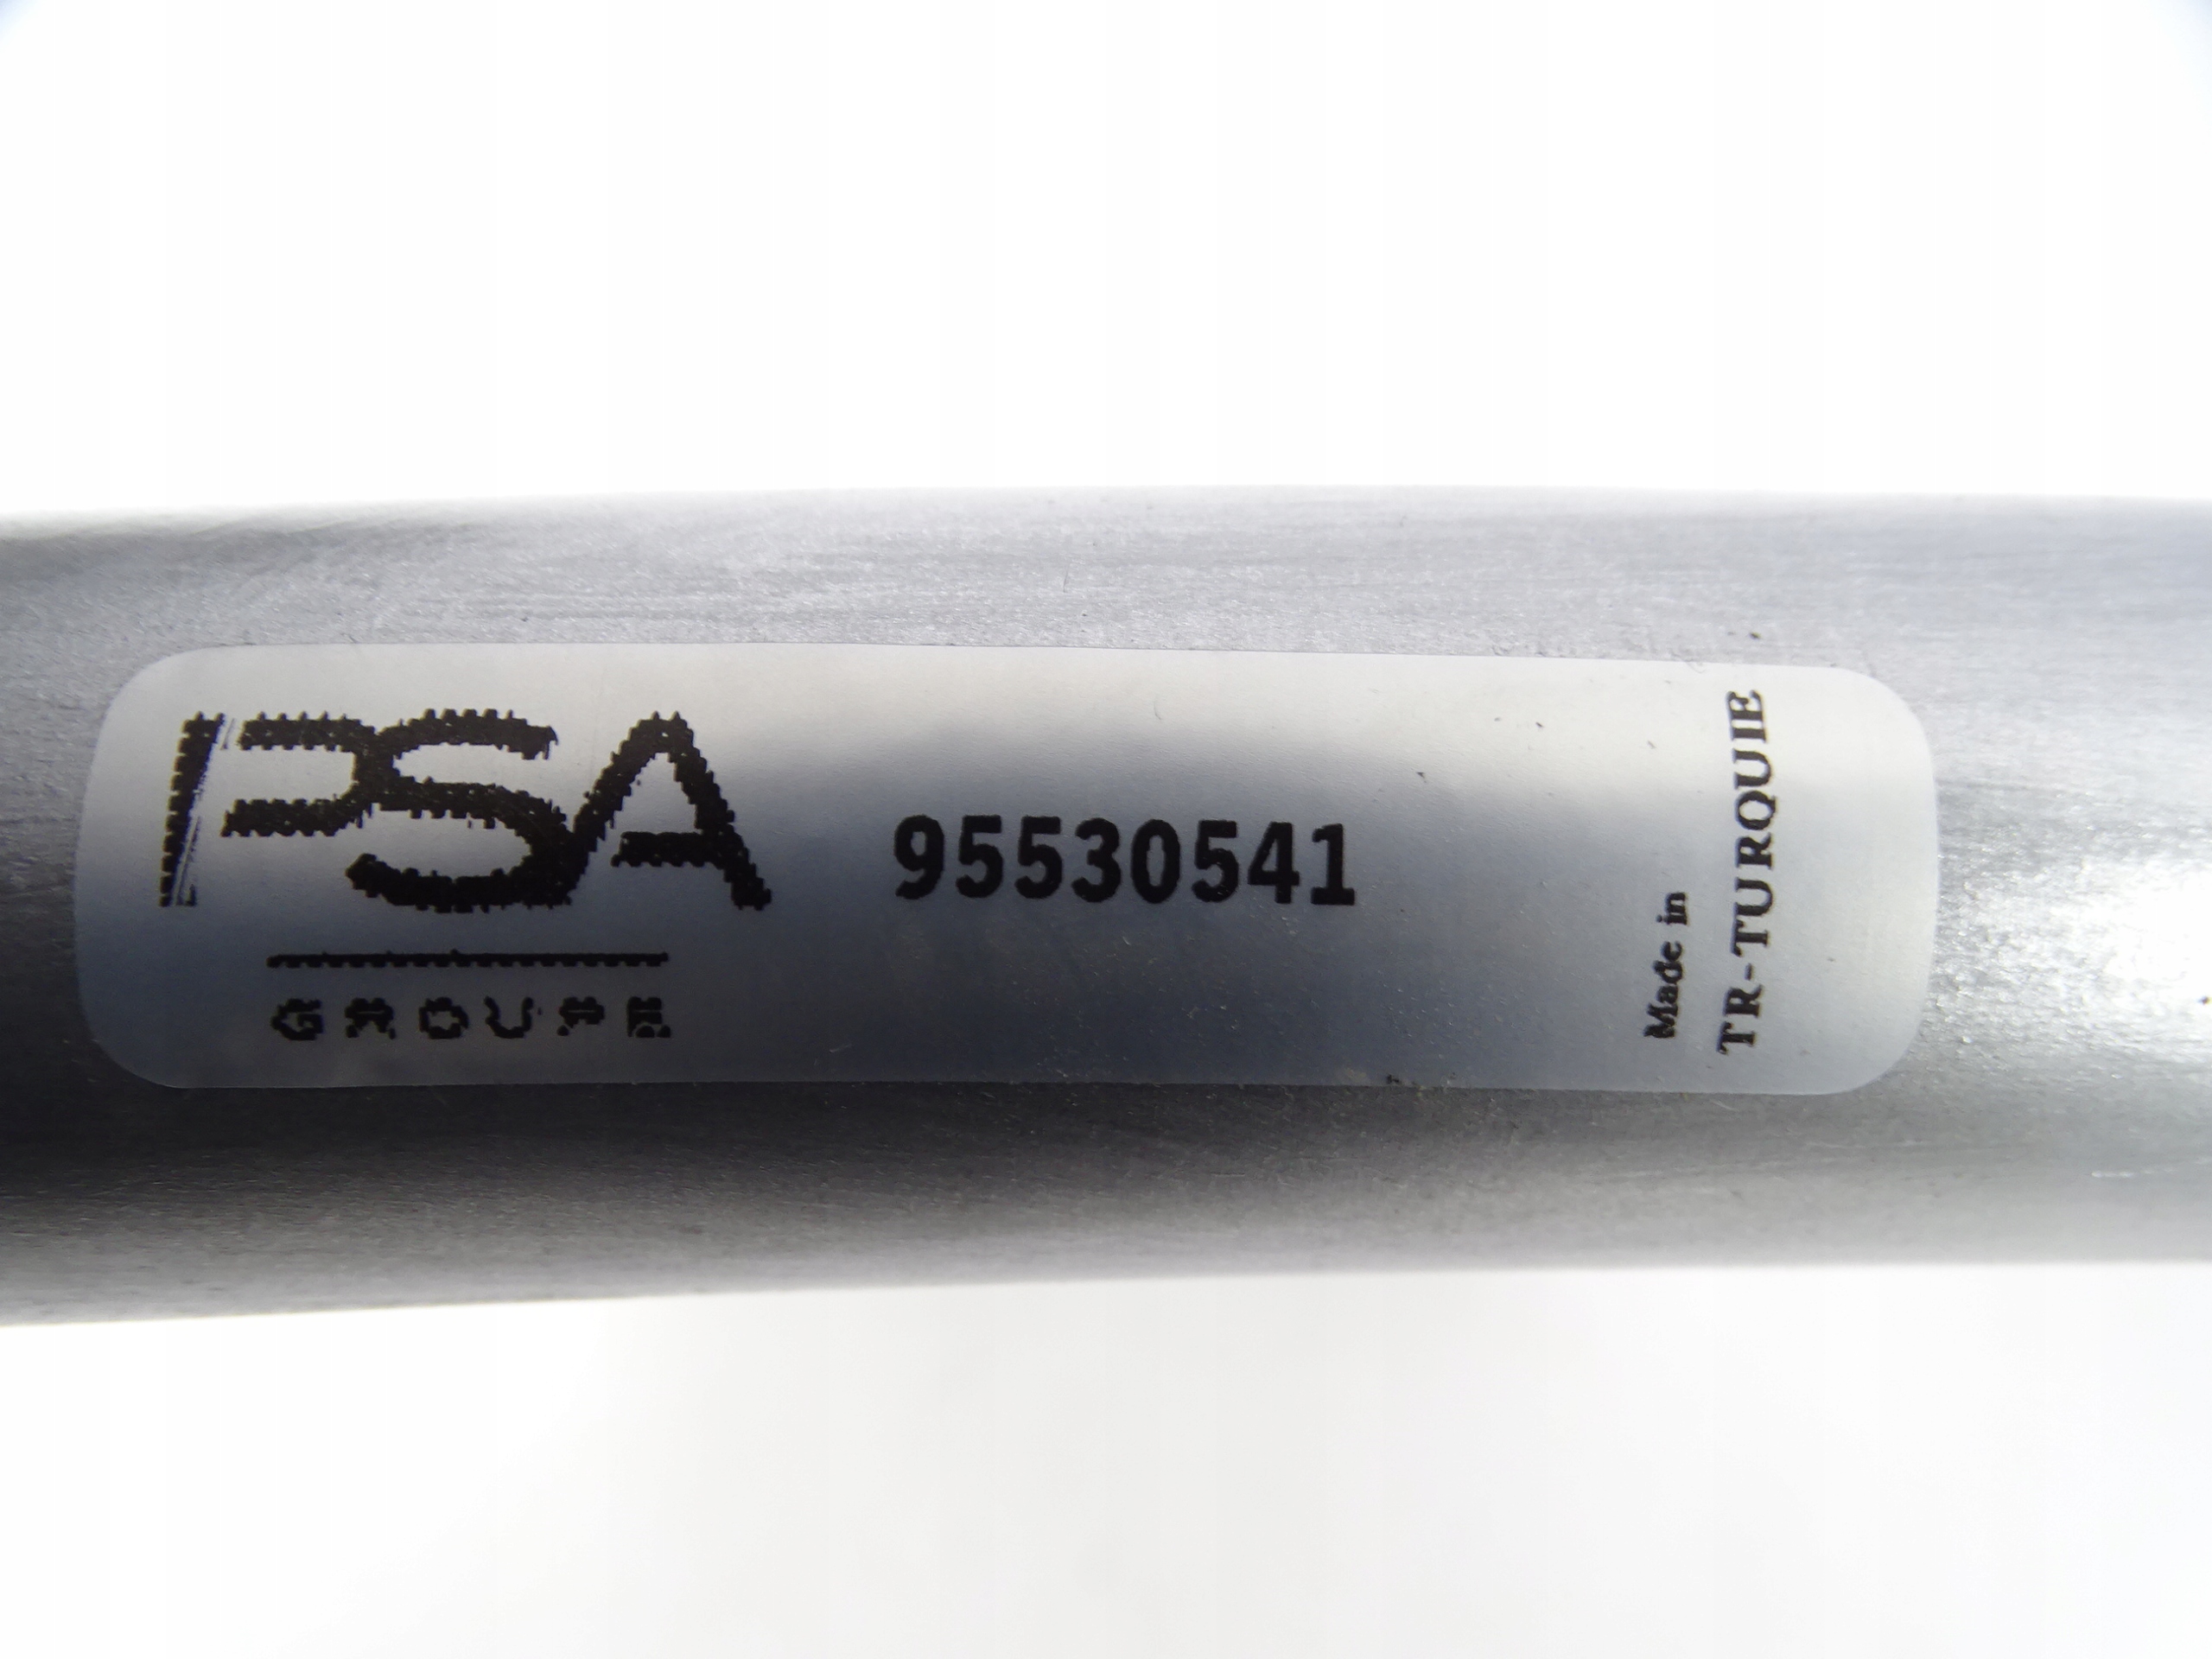 PSA
GROUPE
95530541
Made in
TR-TURQUIE